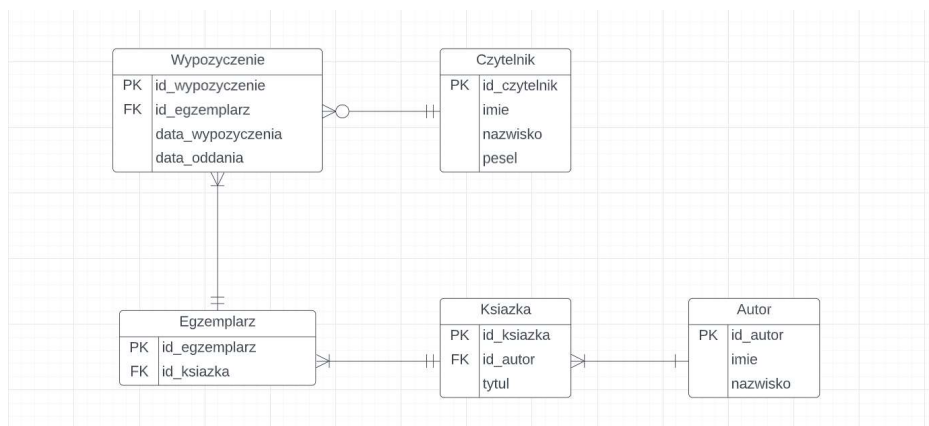 Wypozyczenie
PK id_wypozyczenie
FK id_egzemplarz
data_wypozyczenia
data_oddania
Czytelnik
PK id_czytelnik
imie
nazwisko
pesel
Egzemplarz
PK id_egzemplarz
FK id_ksiazka
Ksiazka
PK id_ksiazka
FK id_autor
tytul
Autor
PK id_autor
imie
nazwisko